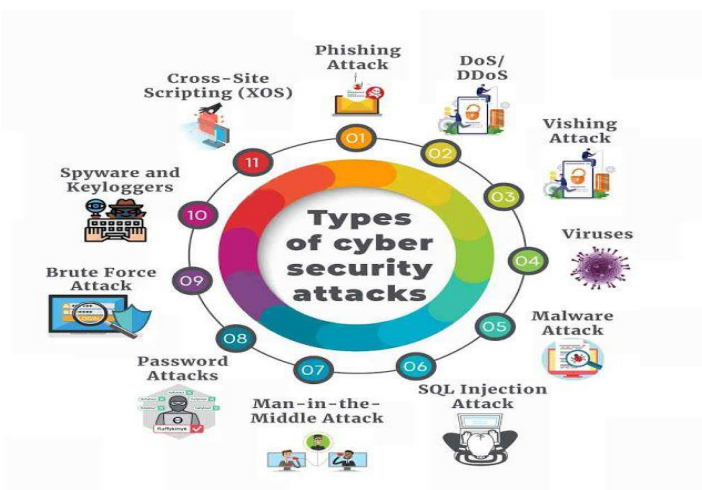 Types
of cyber
security
attacks
01
Phishing
Attack
02
DoS/
DDoS
03
Vishing
Attack
04
Viruses
05
Malware
Attack
06
SQL Injection
Attack
07
Man-in-the-
Middle Attack
08
Password
Attacks
09
Brute Force
Attack
10
Spyware and
Keyloggers
11
Cross-Site
Scripting (XOS)
fluffykinys